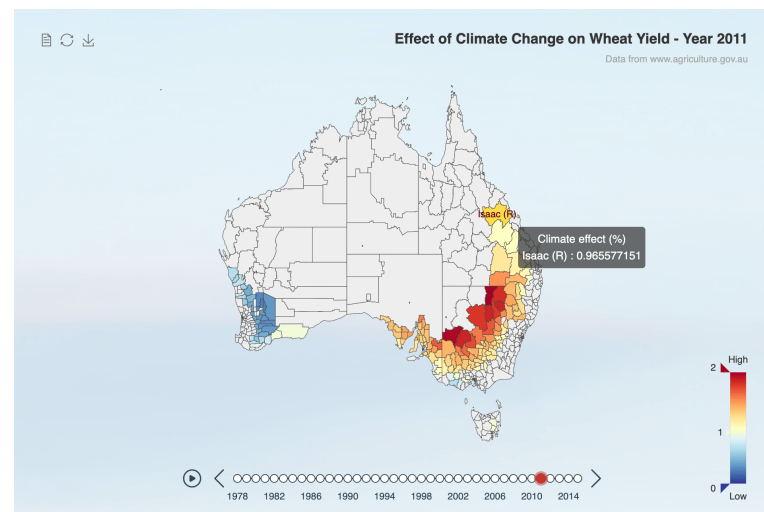 Effect of Climate Change on Wheat Yield - Year 2011
Data from www.agriculture.gov.au
Isaac (R)
Climate effect (%)
Isaac (R) : 0.965577151
High
2
1
0
Low
1978 1982 1986 1990 1994 1998 2002 2006 2010 2014